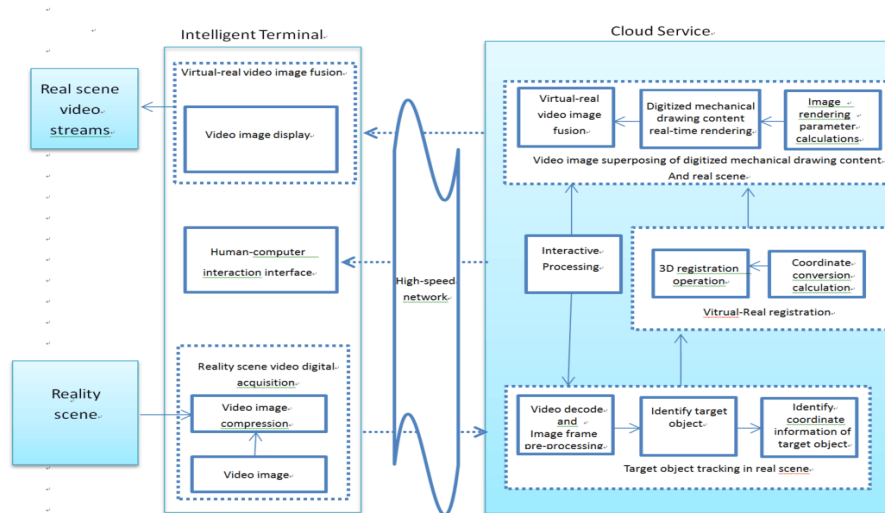 Intelligent Terminal
Cloud Service
Real scene
video
streams
Virtual-real video image fusion
Video image display
Virtual-real
video image
fusion
Digitized mechanical
drawing content
real-time rendering
Image
rendering
parameter
calculations
Video image superposing of digitized mechanical drawing content
And real scene
Human-computer
interaction interface
High-speed
network
Interactive
Processing
3D registration
operation
Coordinate
conversion
calculation
Vitrual-Real registration
Reality
scene
Reality scene video digital
acquisition
Video image
compression
Video image
Video decode
and
Image frame
pre-processing
Identify target
object
Identify
coordinate
information of
target object
Target object tracking in real scene